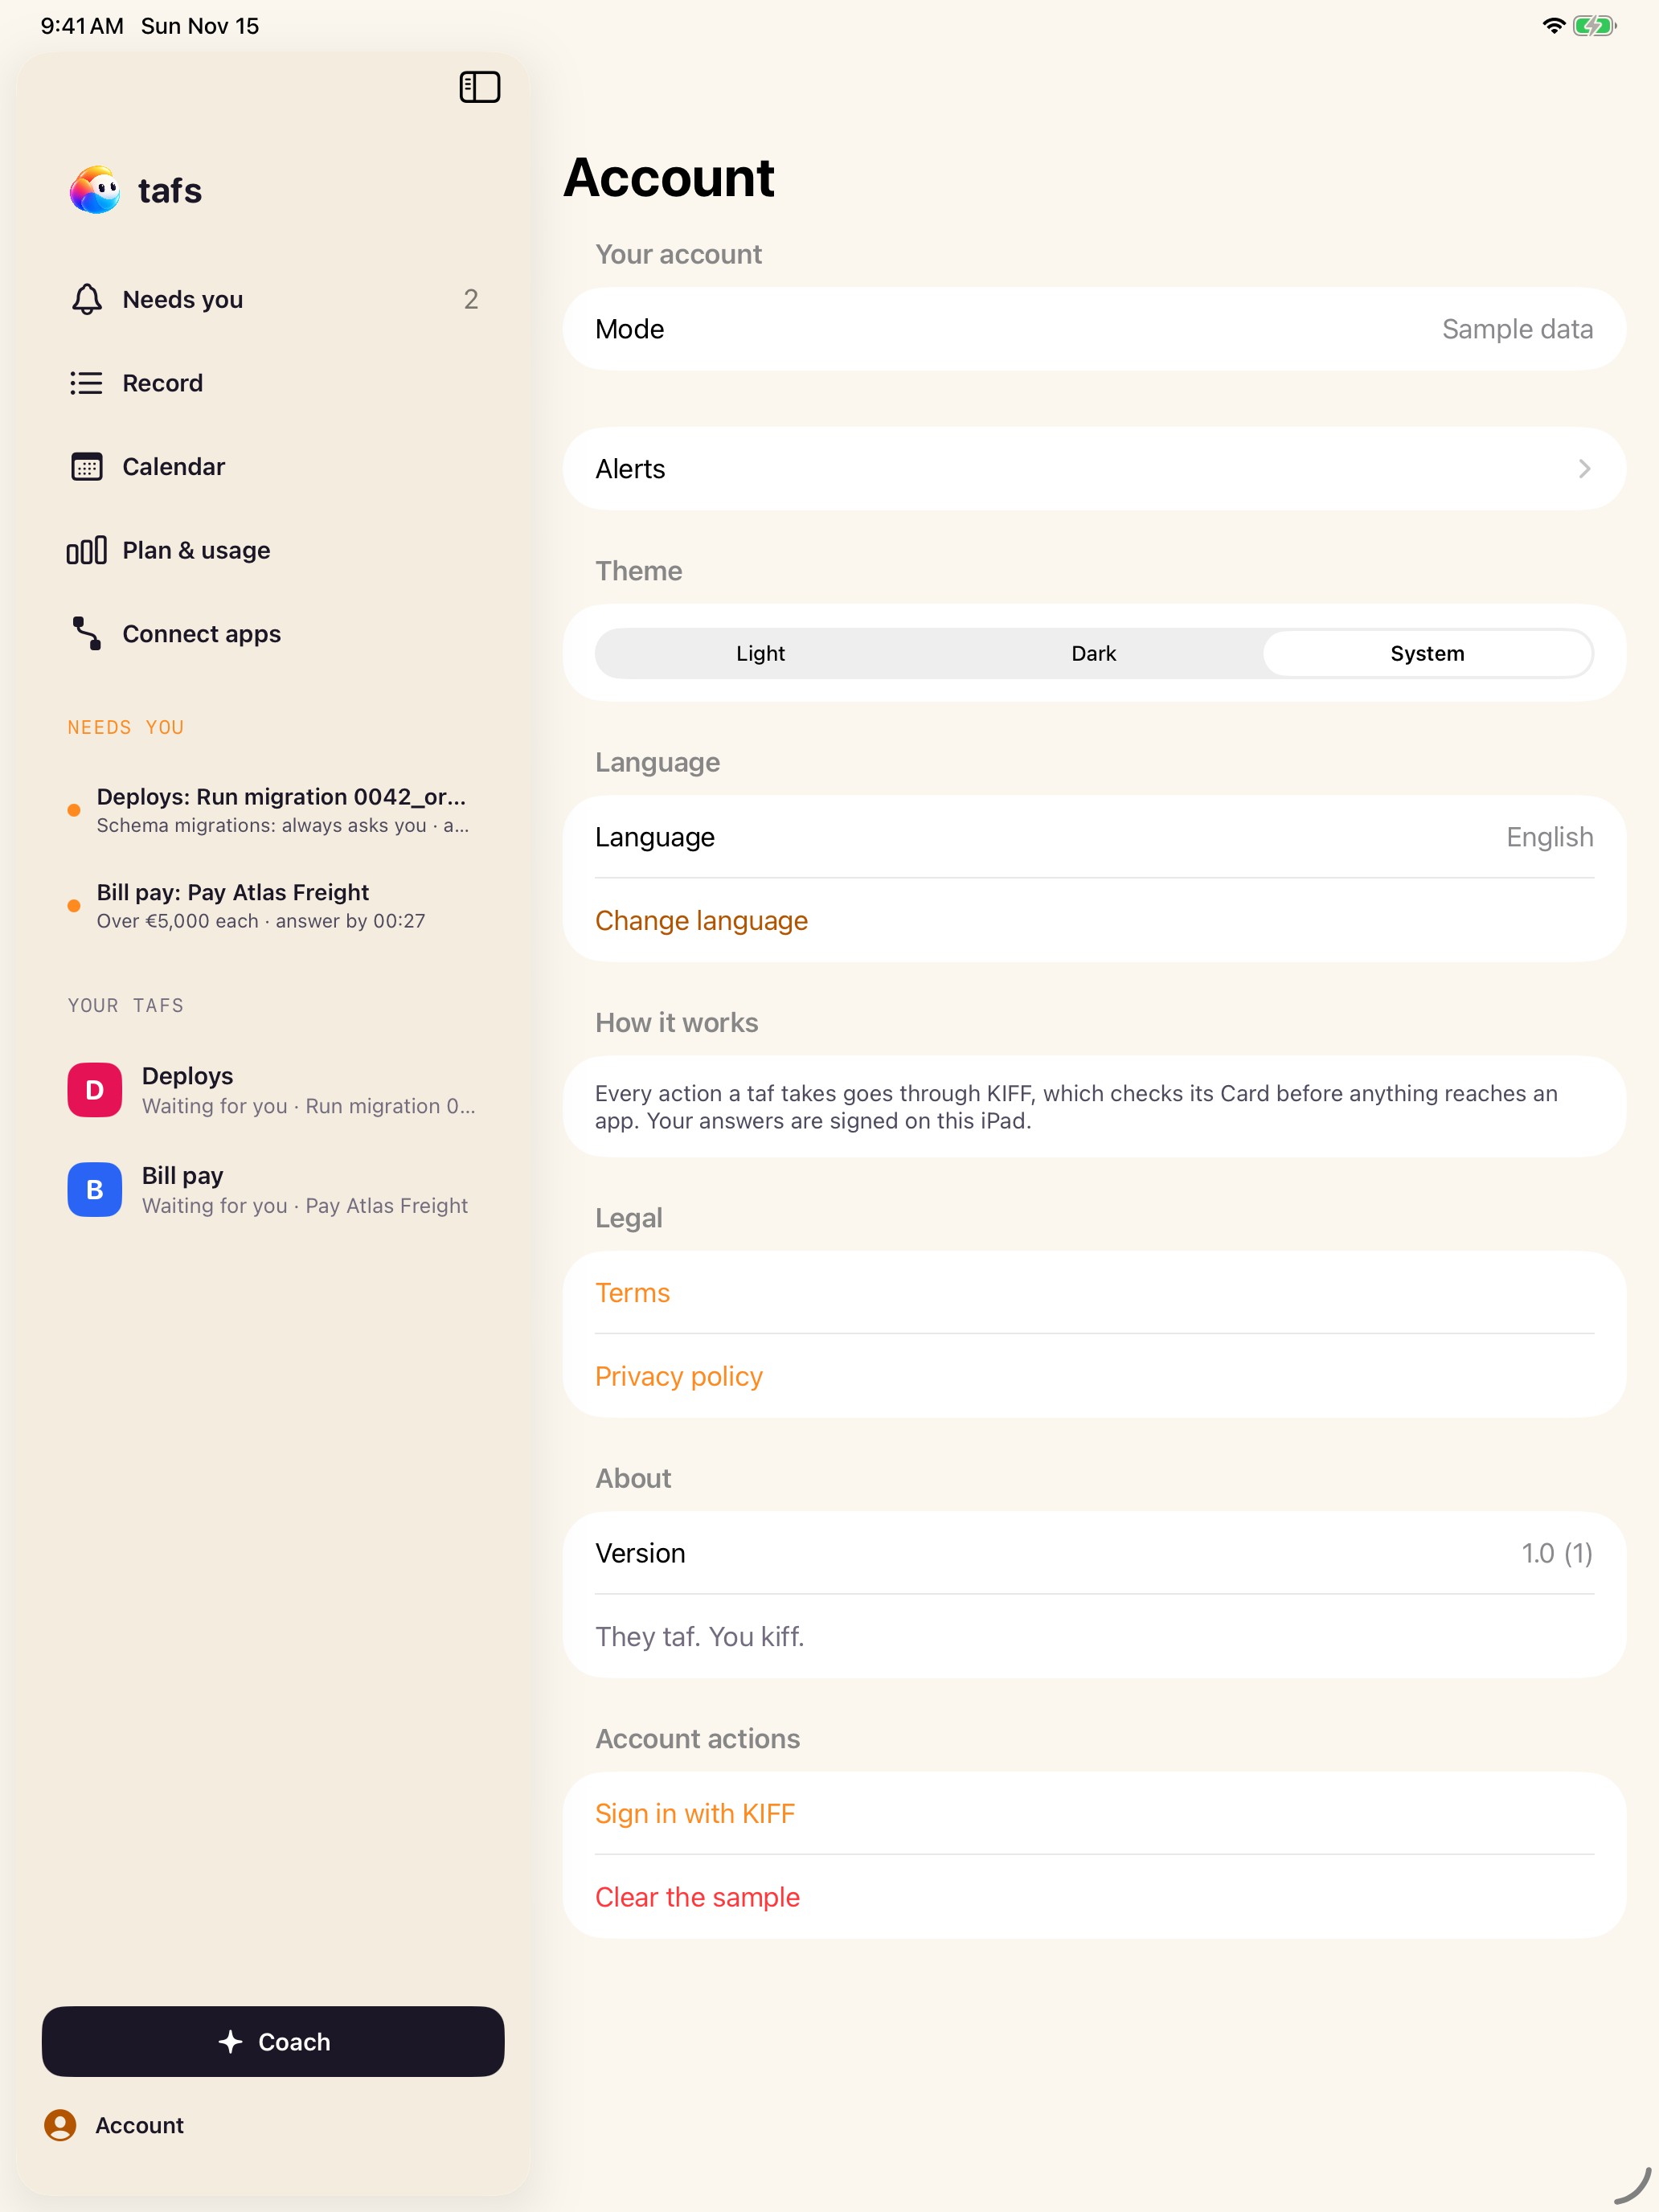 9:41 AM Sun Nov 15
tafs
Needs you 2
Record
Calendar
Plan & usage
Connect apps
NEEDS YOU
Deploys: Run migration 0042_or...
Schema migrations: always asks you · a...
Bill pay: Pay Atlas Freight
Over €5,000 each · answer by 00:27
YOUR TAFS
D
Deploys
Waiting for you · Run migration 0...
B
Bill pay
Waiting for you · Pay Atlas Freight
Coach
Account
Account
Your account
Mode Sample data
Alerts
Theme
Light Dark System
Language
Language English
Change language
How it works
Every action a taf takes goes through KIFF, which checks its Card before anything reaches an
app. Your answers are signed on this iPad.
Legal
Terms
Privacy policy
About
Version 1.0 (1)
They taf. You kiff.
Account actions
Sign in with KIFF
Clear the sample